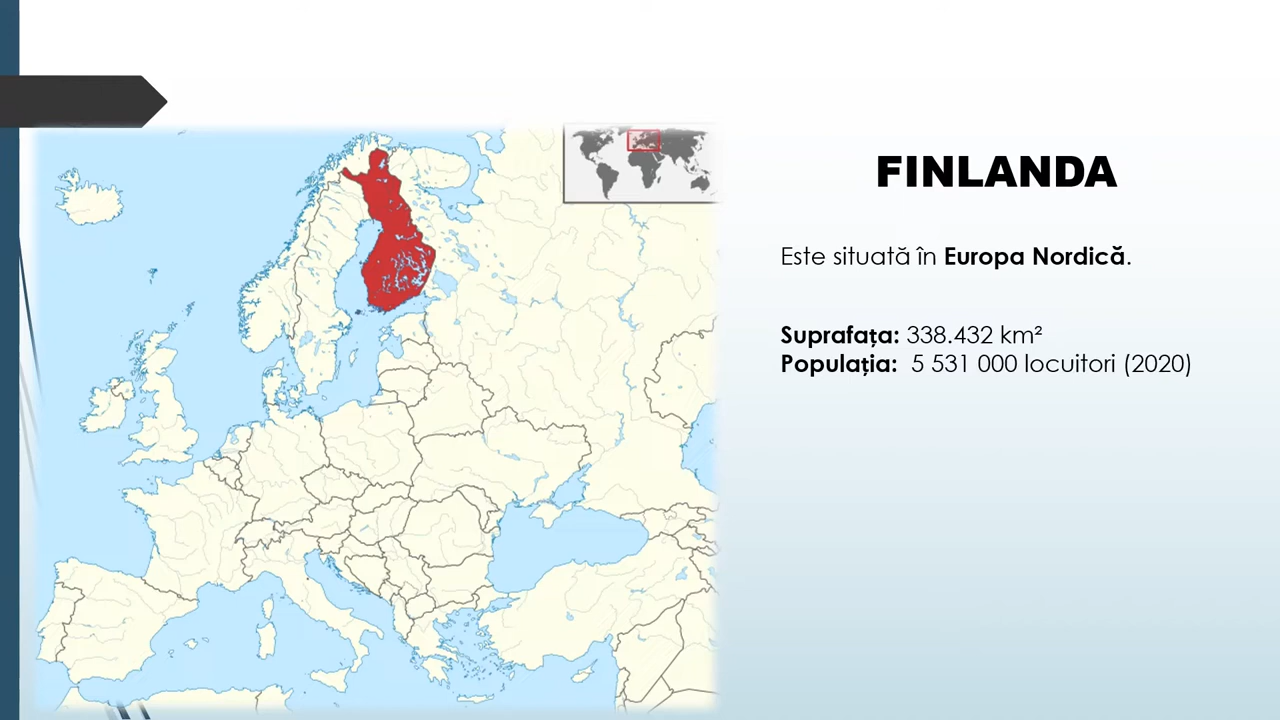 FINLANDA
Este situată în Europa Nordică.
Suprafața: 338.432 km²
Populația:  5 531 000 locuitori (2020)